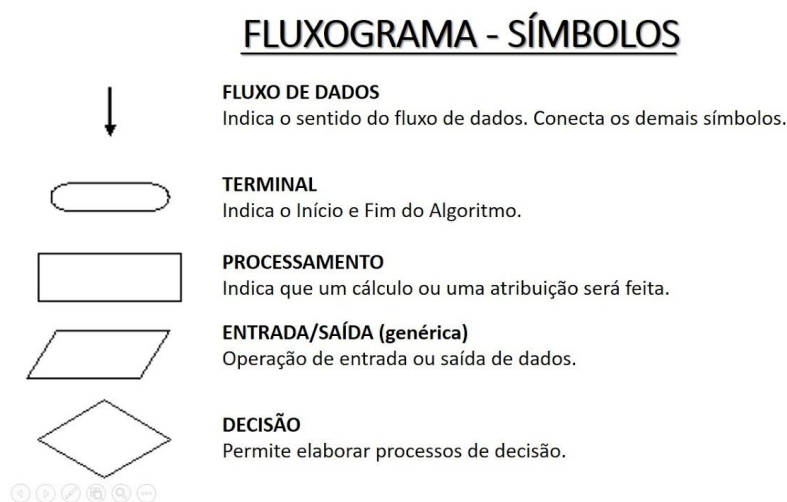 FLUXOGRAMA - SÍMBOLOS
FLUXO DE DADOS
Indica o sentido do fluxo de dados. Conecta os demais símbolos.
TERMINAL
Indica o Início e Fim do Algoritmo.
PROCESSAMENTO
Indica que um cálculo ou uma atribuição será feita.
ENTRADA/SAÍDA (genérica)
Operação de entrada ou saída de dados.
DECISÃO
Permite elaborar processos de decisão.